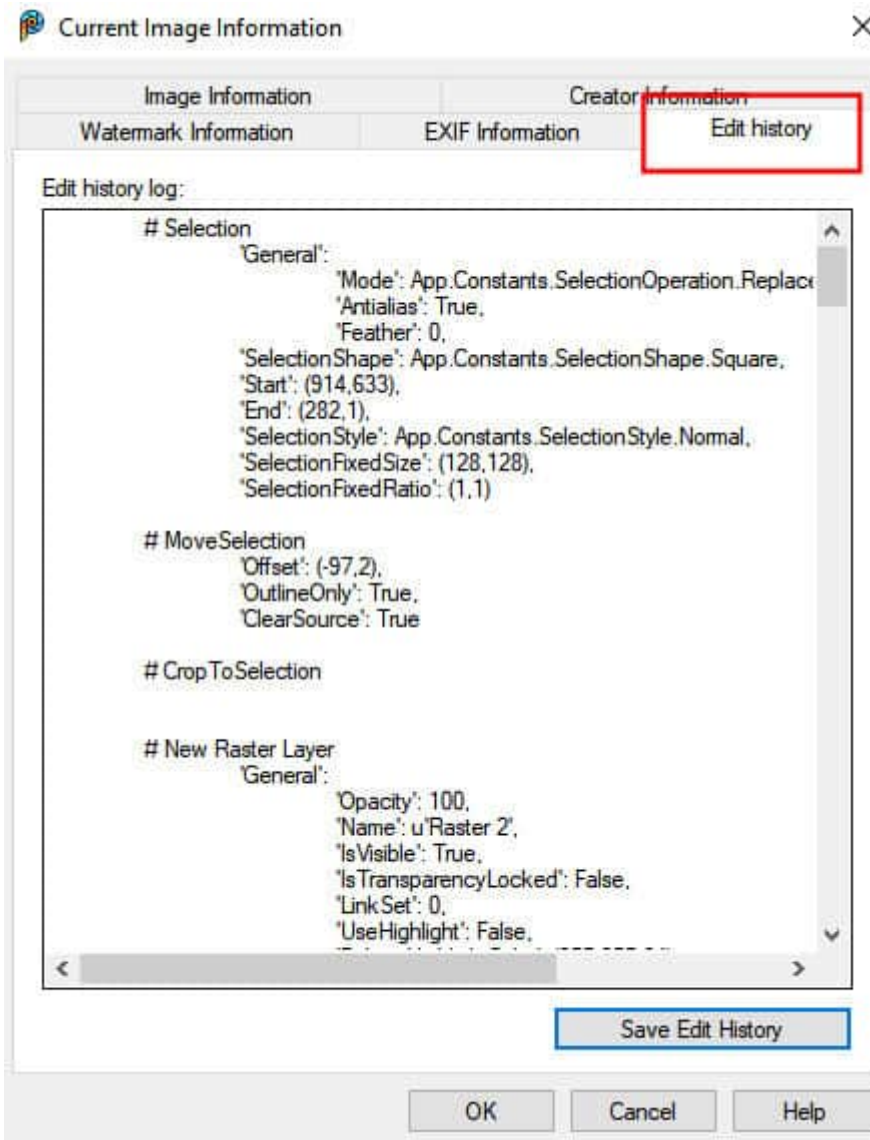 Current Image Information
Image Information
Creator Information
Watermark Information
EXIF Information
Edit history
Edit history log:
# Selection
'General':
'Mode': App.Constants.SelectionOperation.Replace
'Antialias': True,
'Feather': 0,
'SelectionShape': App.Constants.SelectionShape.Square,
'Start': (914,633),
'End': (282,1),
'SelectionStyle': App.Constants.SelectionStyle.Normal,
'SelectionFixedSize': (128,128),
'SelectionFixedRatio': (1,1)
# MoveSelection
'Offset': (-97,2),
'OutlineOnly': True,
'ClearSource': True
# CropToSelection
# New Raster Layer
'General':
'Opacity': 100,
'Name': u'Raster 2',
'IsVisible': True,
'IsTransparencyLocked': False,
'LinkSet': 0,
'UseHighlight': False,
Save Edit History
OK
Cancel
Help